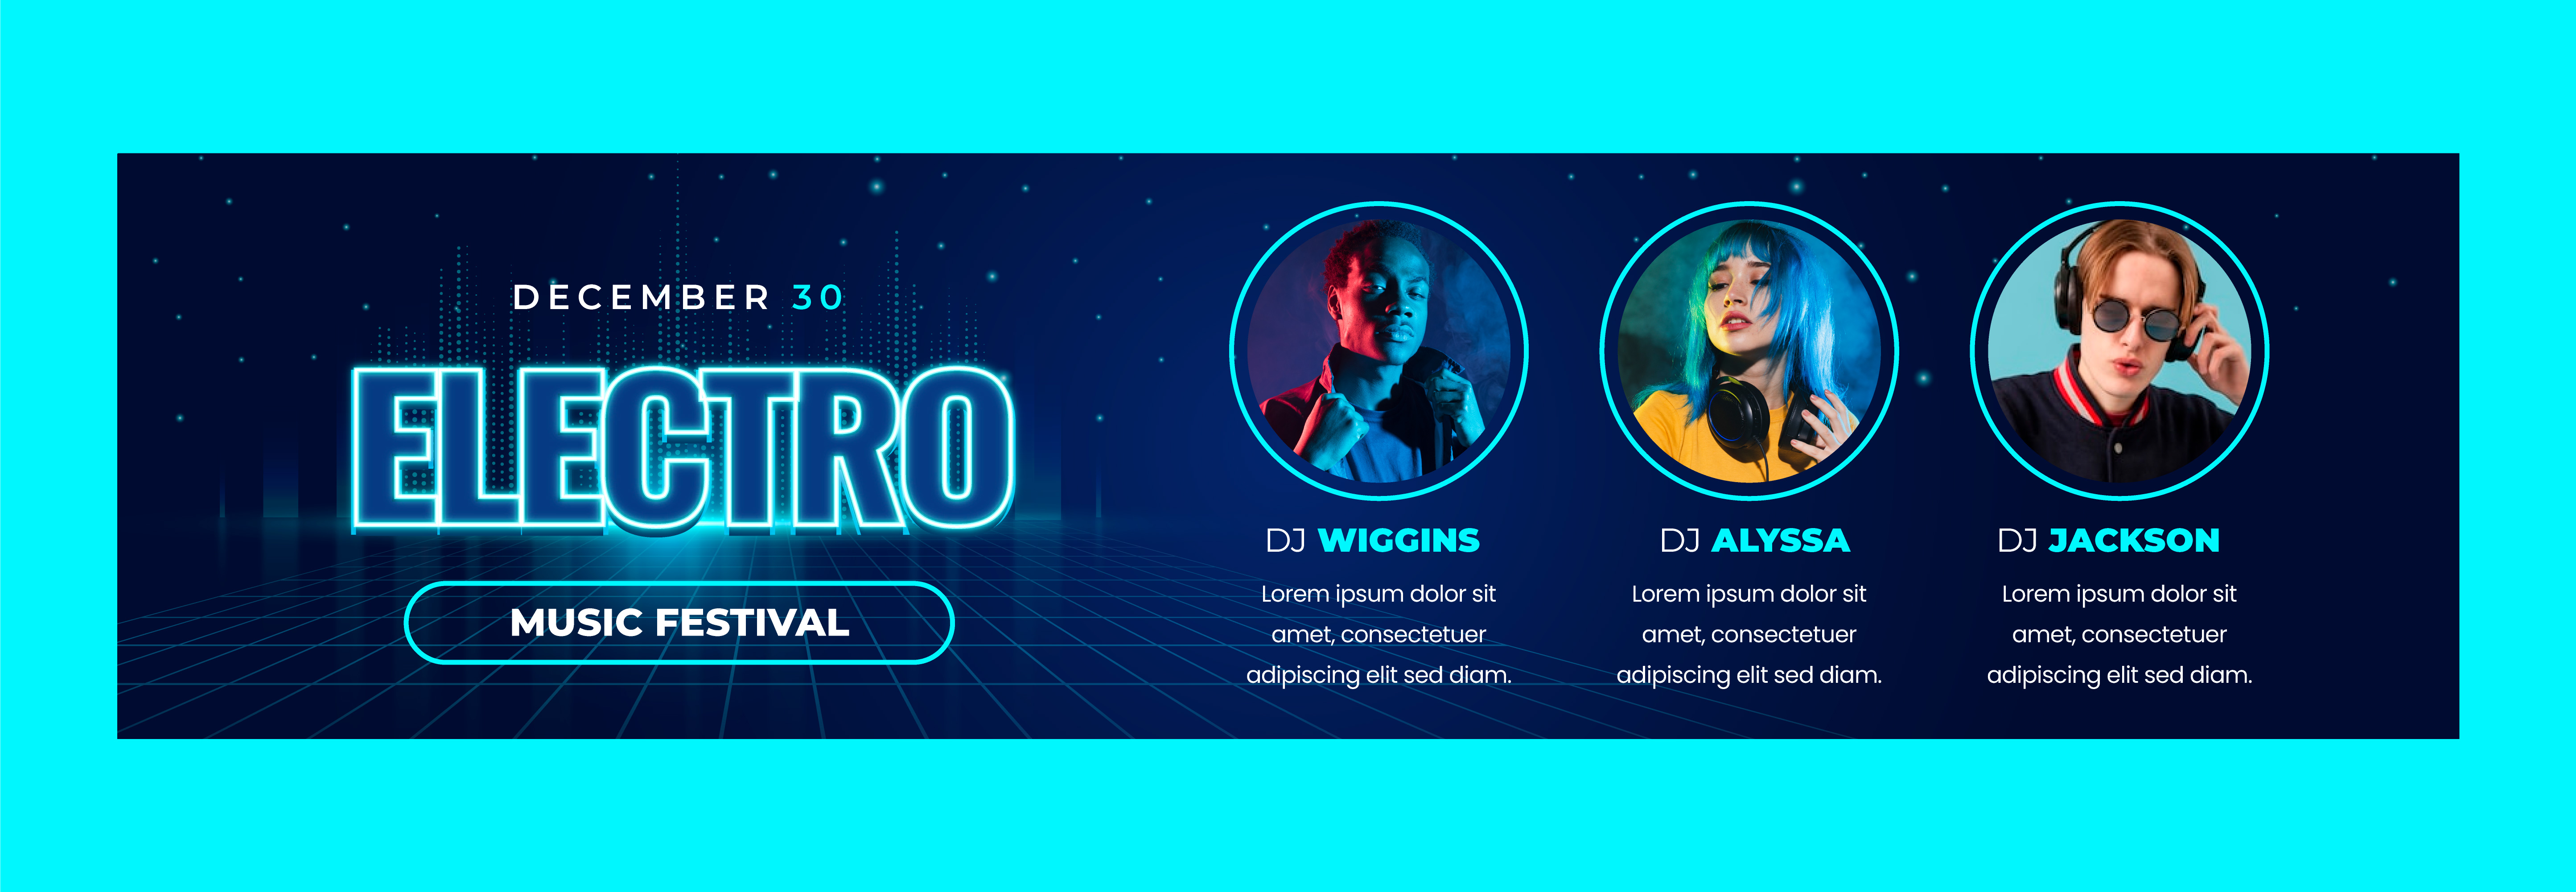 DECEMBER 30
ELECTRO
MUSIC FESTIVAL
DJ WIGGINS
Lorem ipsum dolor sit
amet, consectetuer
adipiscing elit sed diam.
DJ ALYSSA
Lorem ipsum dolor sit
amet, consectetuer
adipiscing elit sed diam.
DJ JACKSON
Lorem ipsum dolor sit
amet, consectetuer
adipiscing elit sed diam.